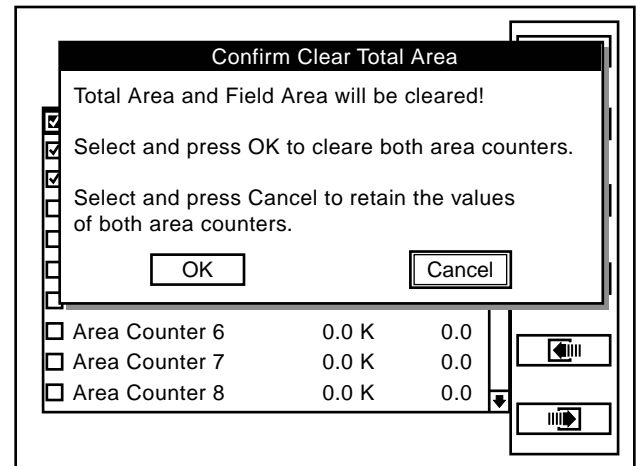 Confirm Clear Total Area
Total Area and Field Area will be cleared!
Select and press OK to cleare both area counters.
Select and press Cancel to retain the values
of both area counters.
OK Cancel
Area Counter 6 0.0 K 0.0
Area Counter 7 0.0 K 0.0
Area Counter 8 0.0 K 0.0